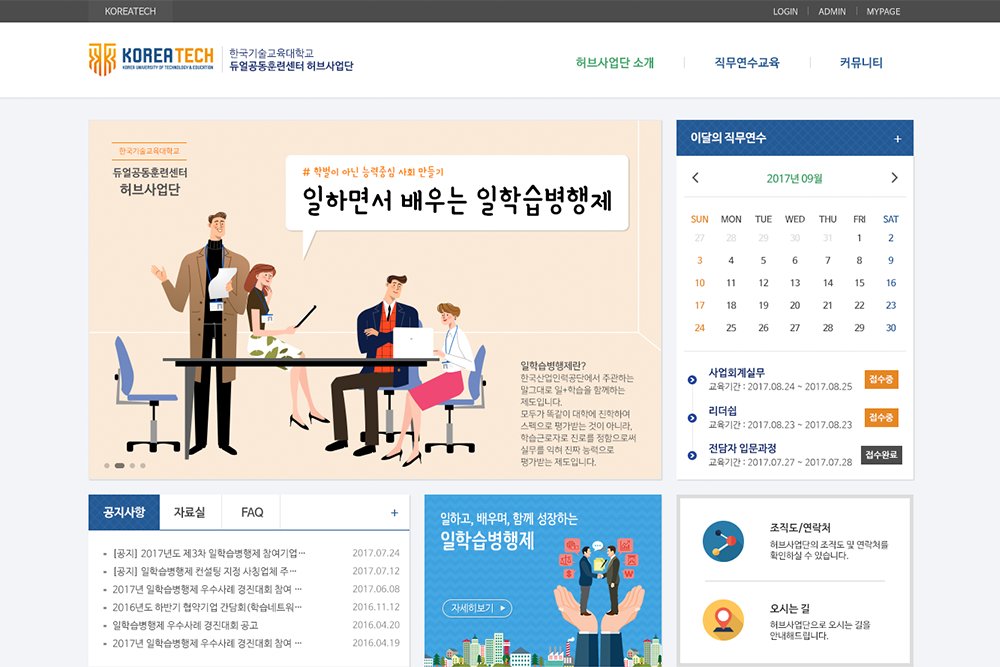 KOREATECH
LOGIN
ADMIN
MYPAGE
KOREATECH
KOREA UNIVERSITY OF TECHNOLOGY & EDUCATION
한국기술교육대학교
듀얼공동훈련센터 허브사업단
허브사업단 소개
직무연수교육
커뮤니티
한국기술교육대학교
듀얼공동훈련센터
허브사업단
# 학벌이 아닌 능력중심 사회 만들기
일하면서 배우는 일학습병행제
일학습병행제란?
한국산업인력공단에서 주관하는
말그대로 일+학습을 함께하는
제도입니다.
모두가 똑같이 대학에 진학하여
스펙으로 평가받는 것이 아니라,
학습근로자로 진로를 정함으로써
실무를 익혀 진짜 능력으로
평가받는 제도입니다.
이달의 직무연수 +
< 2017년 09월 >
SUN MON TUE WED THU FRI SAT
27 28 29 30 31 1 2
3 4 5 6 7 8 9
10 11 12 13 14 15 16
17 18 19 20 21 22 23
24 25 26 27 28 29 30
사업회계실무
교육기간 : 2017.08.24 ~ 2017.08.25
접수중
리더쉽
교육기간 : 2017.08.23 ~ 2017.08.23
접수중
전담자 입문과정
교육기간 : 2017.07.27 ~ 2017.07.28
접수완료
공지사항 자료실 FAQ +
[공지] 2017년도 제3차 일학습병행제 참여기업··· 2017.07.24
[공지] 일학습병행제 컨설팅 지정 사칭업체 주··· 2017.07.12
2017년 일학습병행제 우수사례 경진대회 참여 ··· 2017.06.08
2016년도 하반기 협약기업 간담회(학습네트워··· 2016.11.12
일학습병행제 우수사례 경진대회 공고 2016.04.20
2017년 일학습병행제 우수사례 경진대회 참여 ··· 2016.04.19
일하고, 배우며, 함께 성장하는
일학습병행제
자세히보기
조직도/연락처
허브사업단의 조직도 및 연락처를
확인하실 수 있습니다.
오시는 길
허브사업단으로 오시는 길을
안내해드립니다.